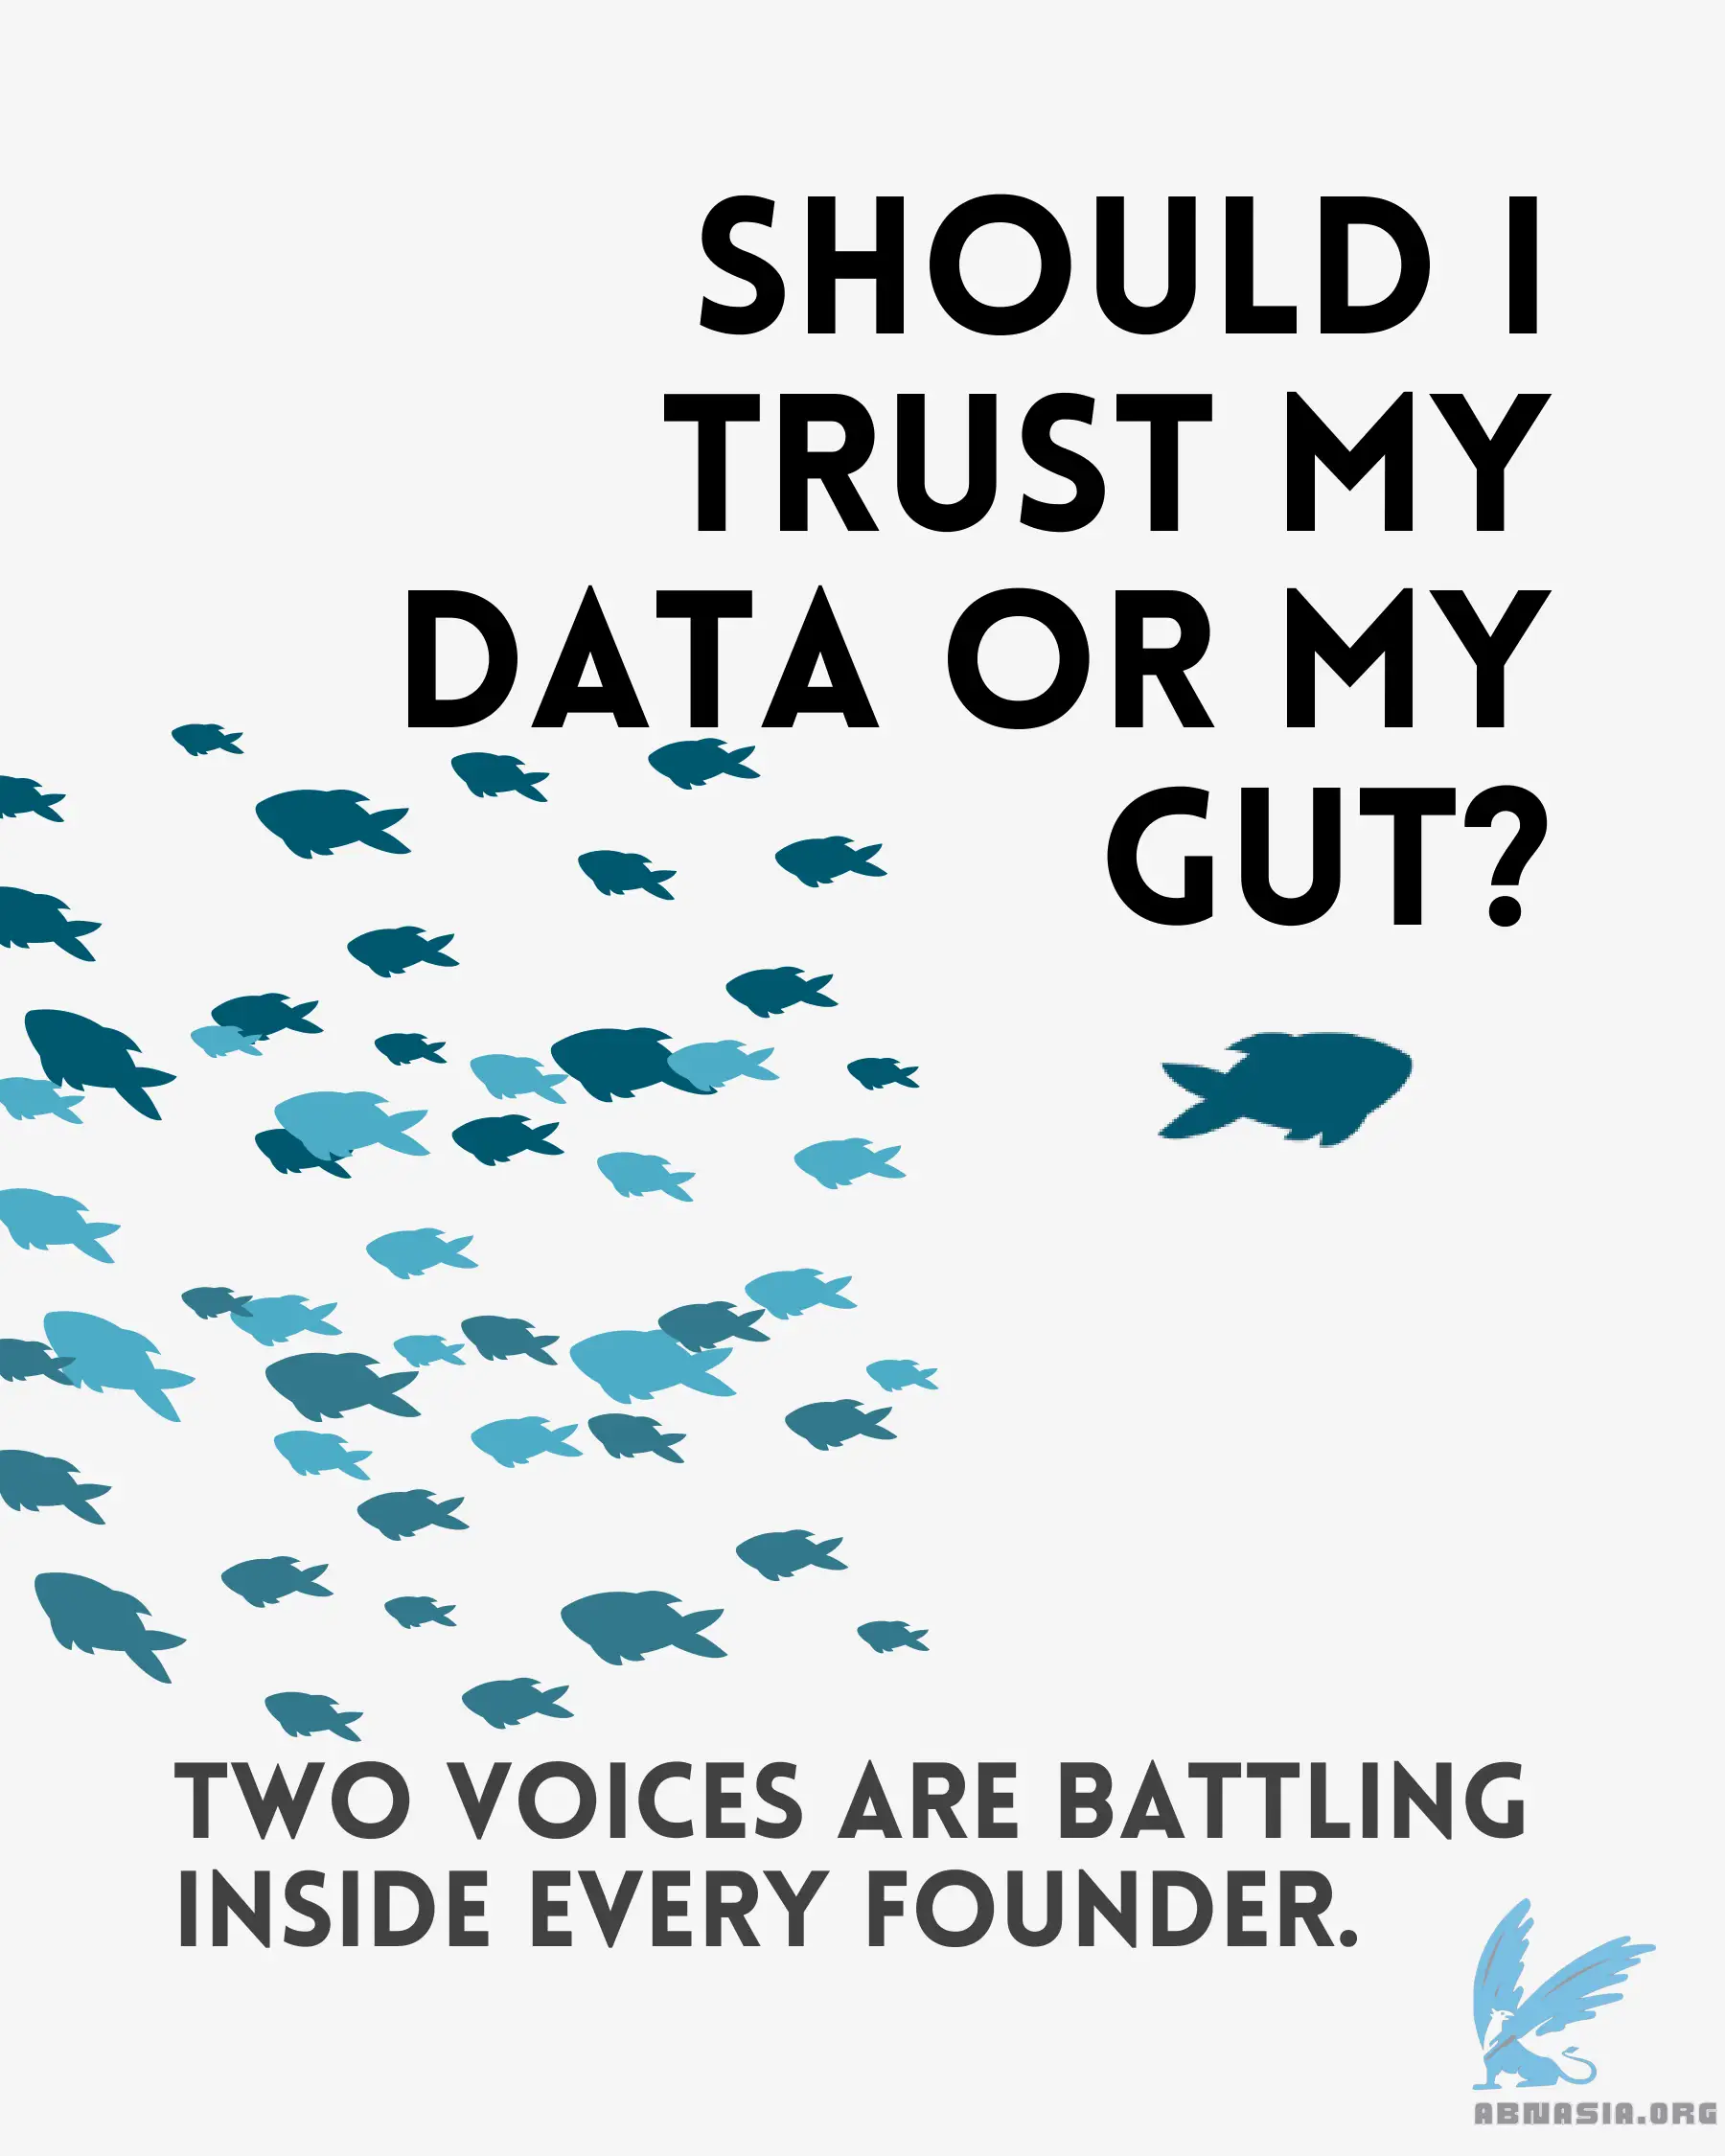 SHOULD I
TRUST MY
DATA OR MY
GUT?
TWO VOICES ARE BATTLING
INSIDE EVERY FOUNDER.
ABNASIA.ORG